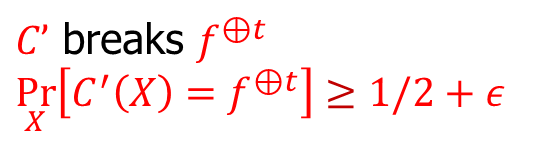 C’ breaks f^{⊕t}
Pr_X[C′(X) = f^{⊕t}] ≥ 1/2 + ϵ